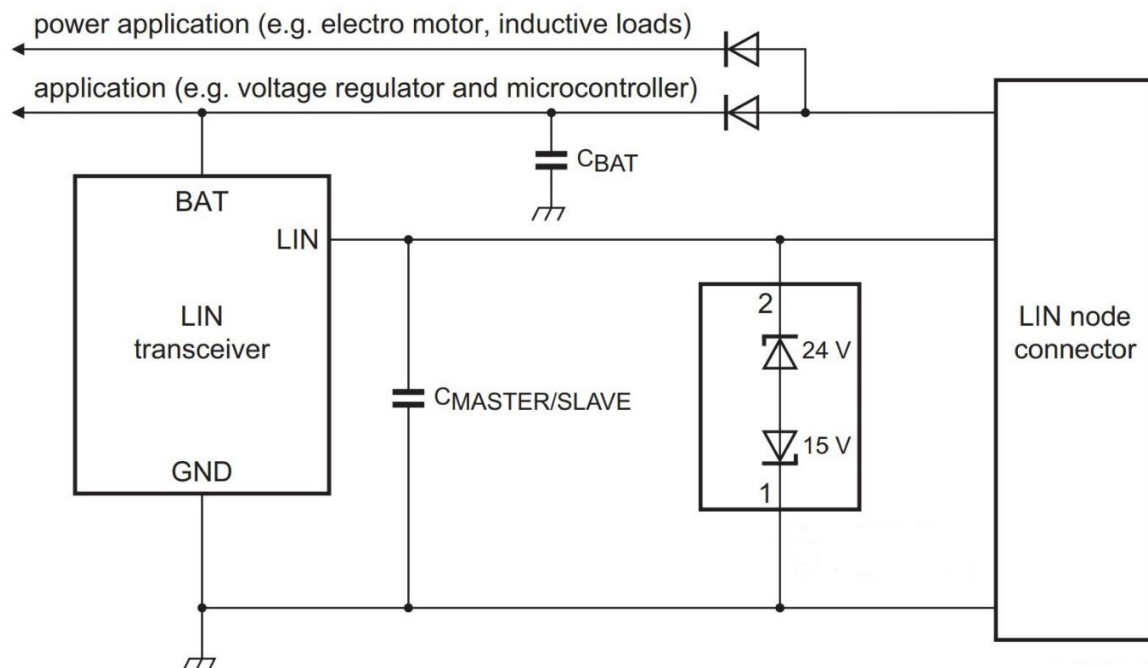 power application (e.g. electro motor, inductive loads)
application (e.g. voltage regulator and microcontroller)
CBAT
BAT
LIN
LIN
transceiver
GND
CMASTER/SLAVE
2
24 V
15 V
1
LIN node
connector